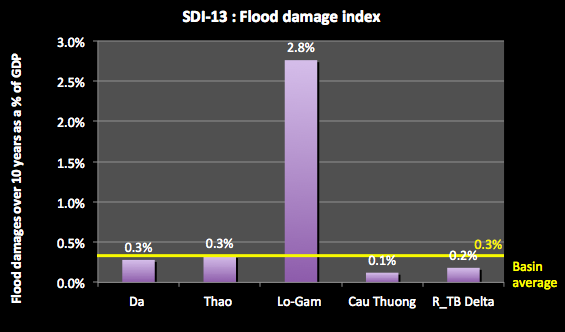 SDI-13 : Flood damage index
Flood damages over 10 years as a % of GDP
3.0%
2.5%
2.0%
1.5%
1.0%
0.5%
0.0%
0.3%
0.3%
2.8%
0.1%
0.2%
0.3%
Basin
average
Da
Thao
Lo-Gam
Cau Thuong
R_TB Delta